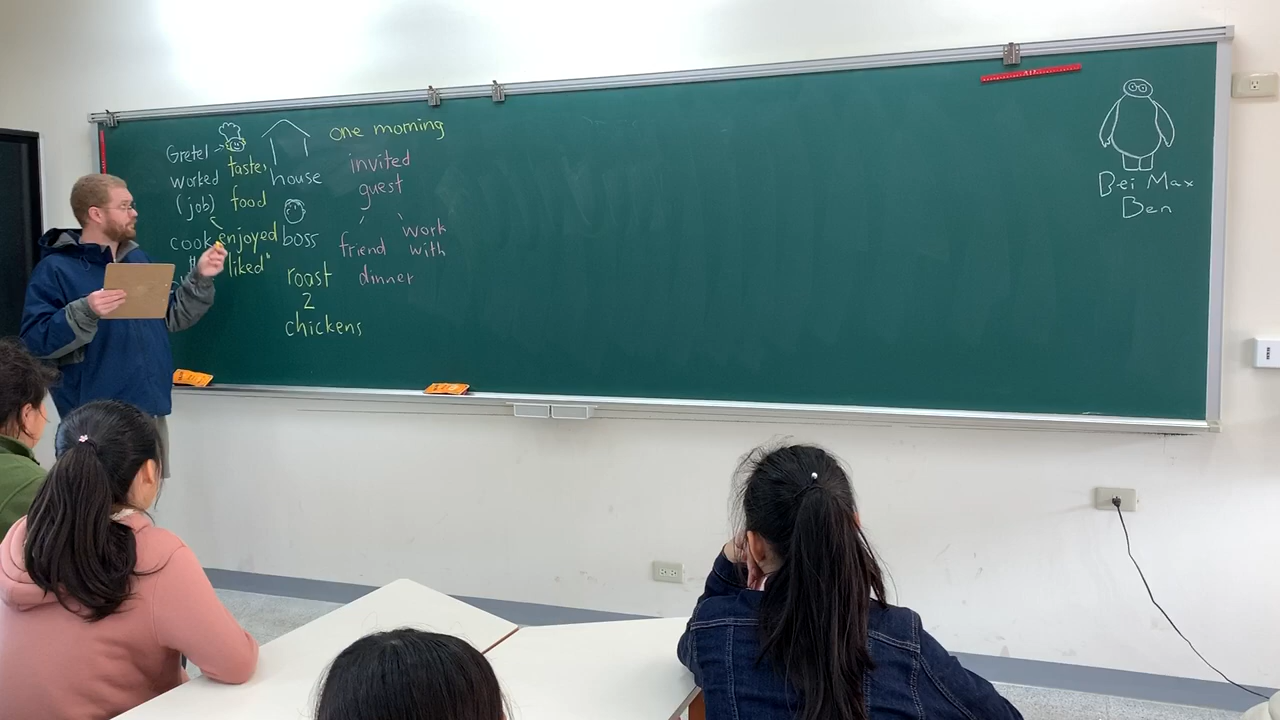 Gretel →
worked
(job)
cook
taste,
food
enjoyed
"liked"
house
boss
roast
2
chickens
one morning
invited
guest
friend
work
with
dinner
Bei Max
Ben